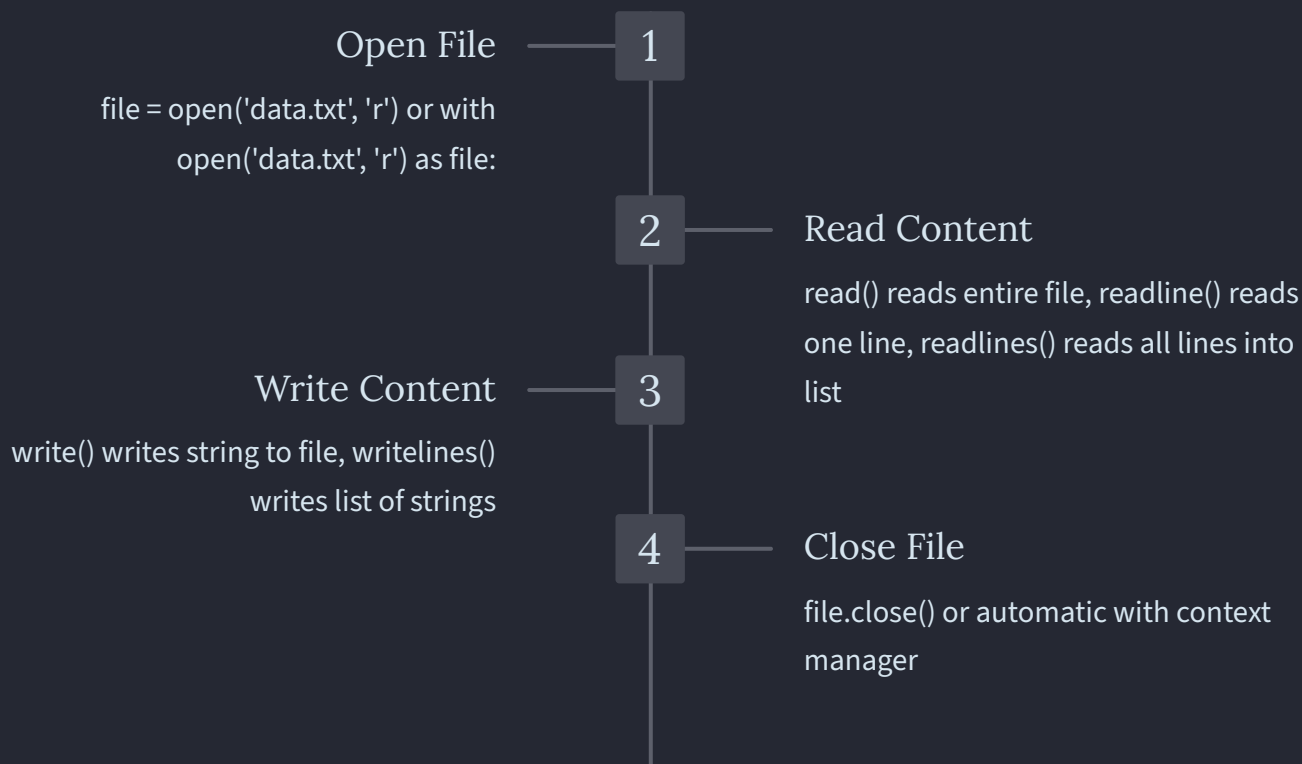 Open File
1
file = open('data.txt', 'r') or with
open('data.txt', 'r') as file:
2
Read Content
read() reads entire file, readline() reads
one line, readlines() reads all lines into
list
Write Content
3
write() writes string to file, writelines()
writes list of strings
4
Close File
file.close() or automatic with context
manager